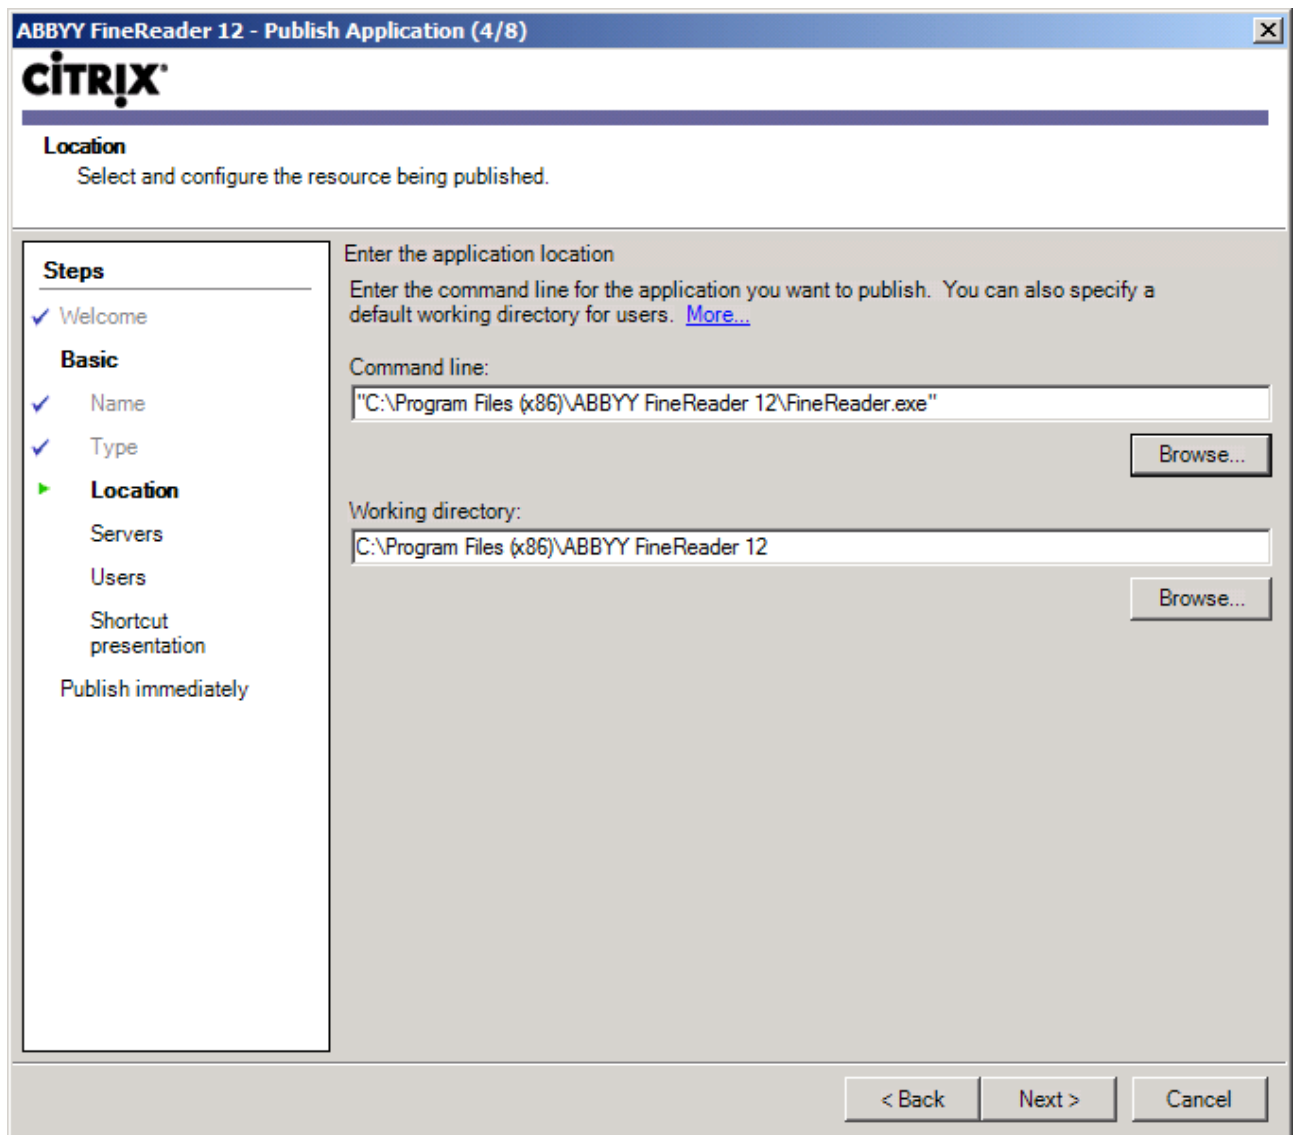 ABBYY FineReader 12 - Publish Application (4/8)
CİTRIX®
Location
Select and configure the resource being published.
Steps
Welcome
Basic
Name
Type
Location
Servers
Users
Shortcut
presentation
Publish immediately
Enter the application location
Enter the command line for the application you want to publish. You can also specify a
default working directory for users. More...
Command line:
"C:\Program Files (x86)\ABBYY FineReader 12\FineReader.exe"
Browse...
Working directory:
C:\Program Files (x86)\ABBYY FineReader 12
Browse...
< Back Next > Cancel